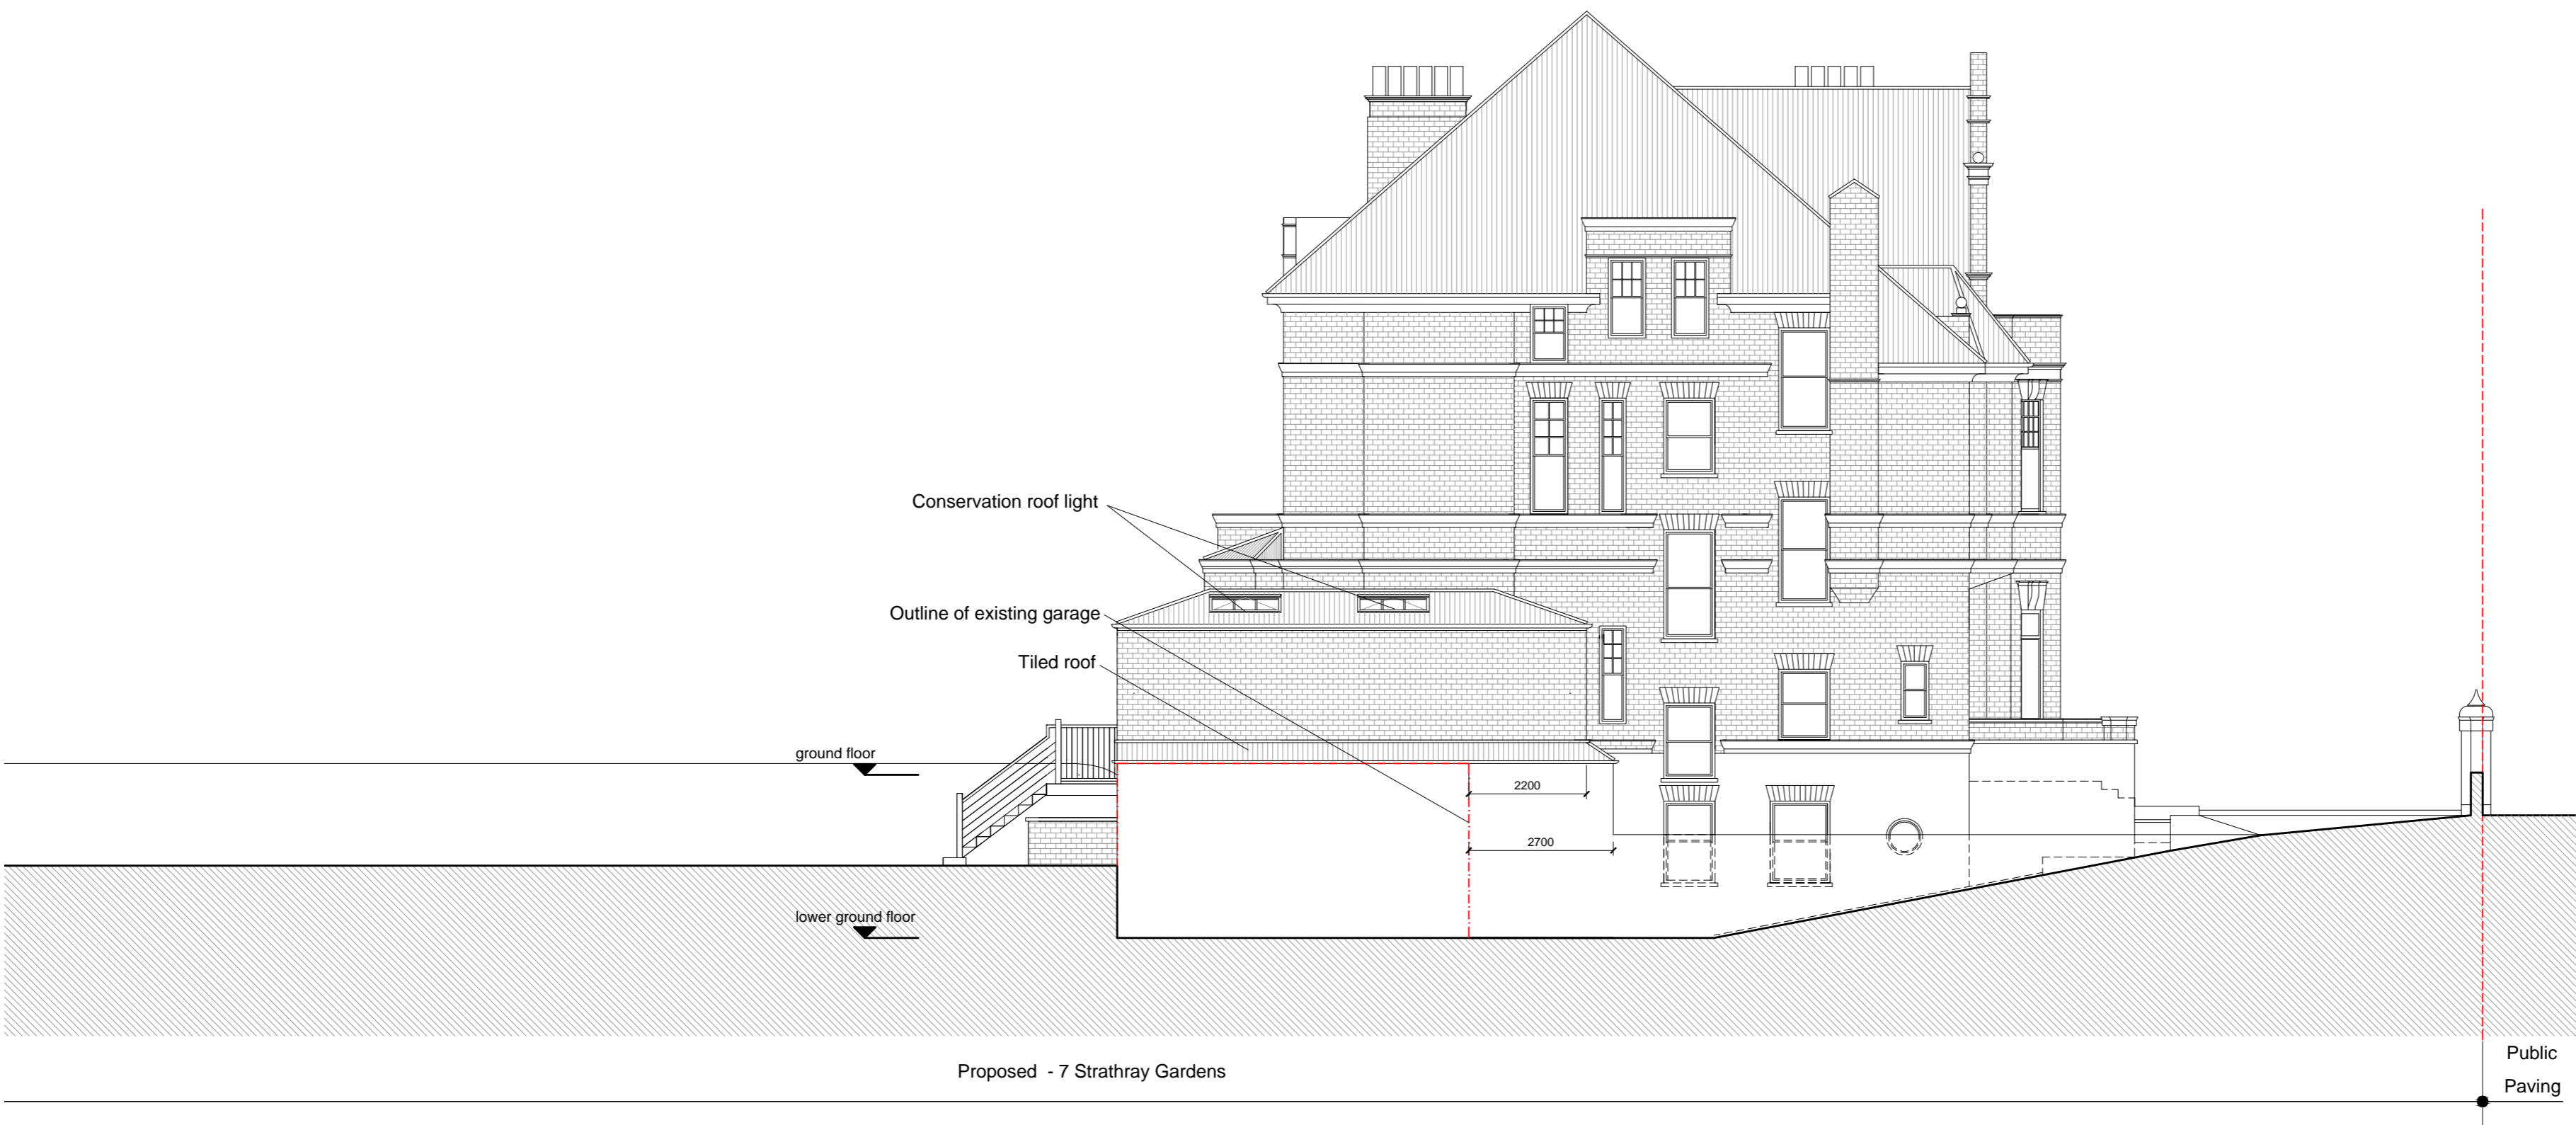 Conservation roof light
Outline of existing garage
Tiled roof
ground floor
2200
2700
lower ground floor
Proposed - 7 Strathray Gardens
Public
Paving